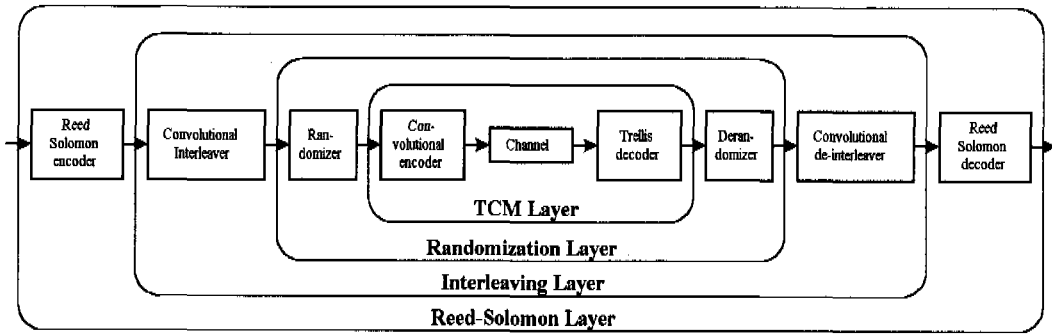 Reed
Solomon
encoder
Convolutional
Interleaver
Ran-
domizer
Con-
volutional
encoder
Channel
Trellis
decoder
Deran-
domizer
Convolutional
de-interleaver
Reed
Solomon
decoder
TCM Layer
Randomization Layer
Interleaving Layer
Reed-Solomon Layer